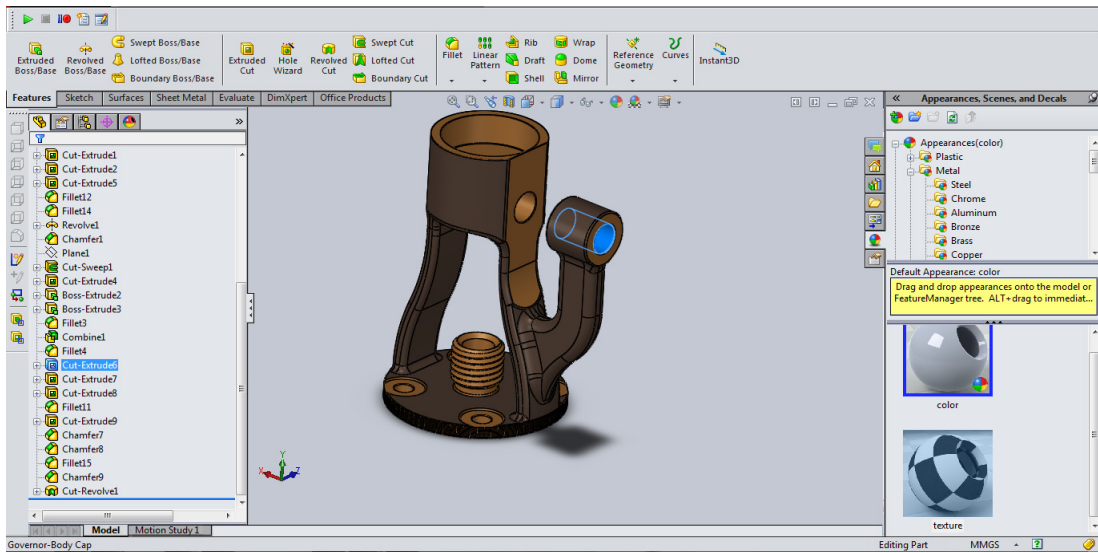 Extruded Boss/Base
Revolved Boss/Base
Swept Boss/Base
Lofted Boss/Base
Boundary Boss/Base
Extruded Cut
Hole Wizard
Revolved Cut
Swept Cut
Lofted Cut
Boundary Cut
Fillet
Linear Pattern
Rib
Draft
Shell
Wrap
Dome
Mirror
Reference Geometry
Curves
Instant3D
Features Sketch Surfaces Sheet Metal Evaluate DimXpert Office Products
Cut-Extrude1
Cut-Extrude2
Cut-Extrude5
Fillet12
Fillet14
Revolve1
Chamfer1
Plane1
Cut-Sweep1
Cut-Extrude4
Boss-Extrude2
Boss-Extrude3
Fillet3
Combine1
Fillet4
Cut-Extrude6
Cut-Extrude7
Cut-Extrude8
Fillet11
Cut-Extrude9
Chamfer7
Chamfer8
Fillet15
Chamfer9
Cut-Revolve1
Y
X
Z
Appearances, Scenes, and Decals
Appearances(color)
Plastic
Metal
Steel
Chrome
Aluminum
Bronze
Brass
Copper
Default Appearance: color
Drag and drop appearances onto the model or
FeatureManager tree. ALT+drag to immediat...
color
texture
Model Motion Study 1
Governor-Body Cap
Editing Part MMGS